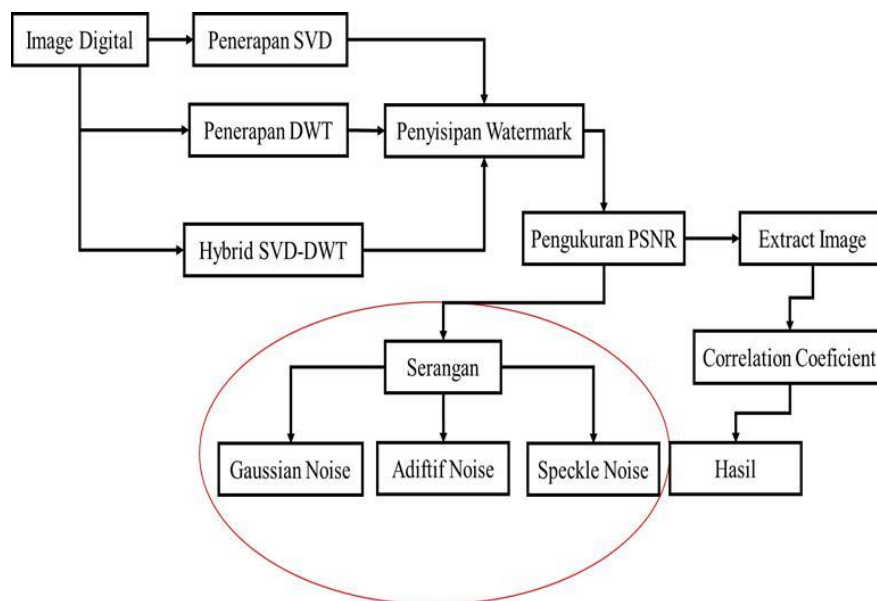 Image Digital
Penerapan SVD
Penerapan DWT
Penyisipan Watermark
Hybrid SVD-DWT
Pengukuran PSNR
Extract Image
Serangan
Correlation Coeficient
Gaussian Noise
Adiftif Noise
Speckle Noise
Hasil